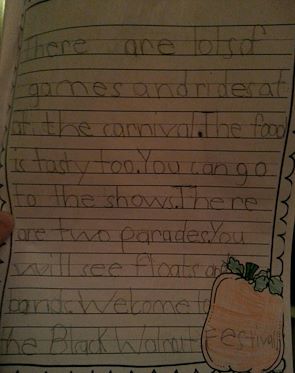 There are lots of
games and rides at
at the carnival. The food
is tasty too. You can go
to the shows. There
are two parades. You
will see floats and
bands. Welcome to
the Black Walnut Festival